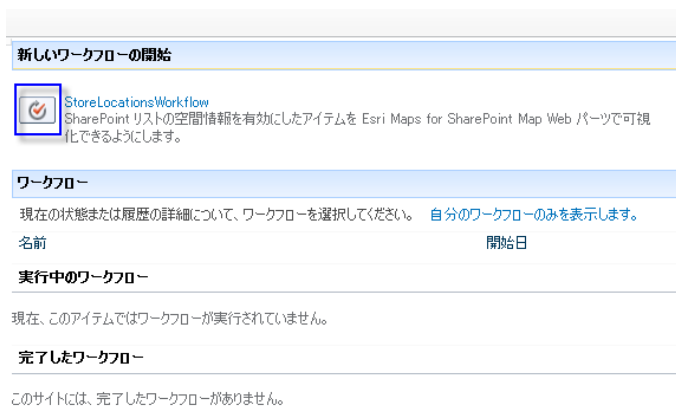 新しいワークフローの開始
StoreLocationsWorkflow
SharePoint リストの空間情報を有効にしたアイテムを Esri Maps for SharePoint Map Web パーツで可視
化できるようにします。
ワークフロー
現在の状態または履歴の詳細について、ワークフローを選択してください。 自分のワークフローのみを表示します。
名前 開始日
実行中のワークフロー
現在、このアイテムではワークフローが実行されていません。
完了したワークフロー
このサイトには、完了したワークフローがありません。